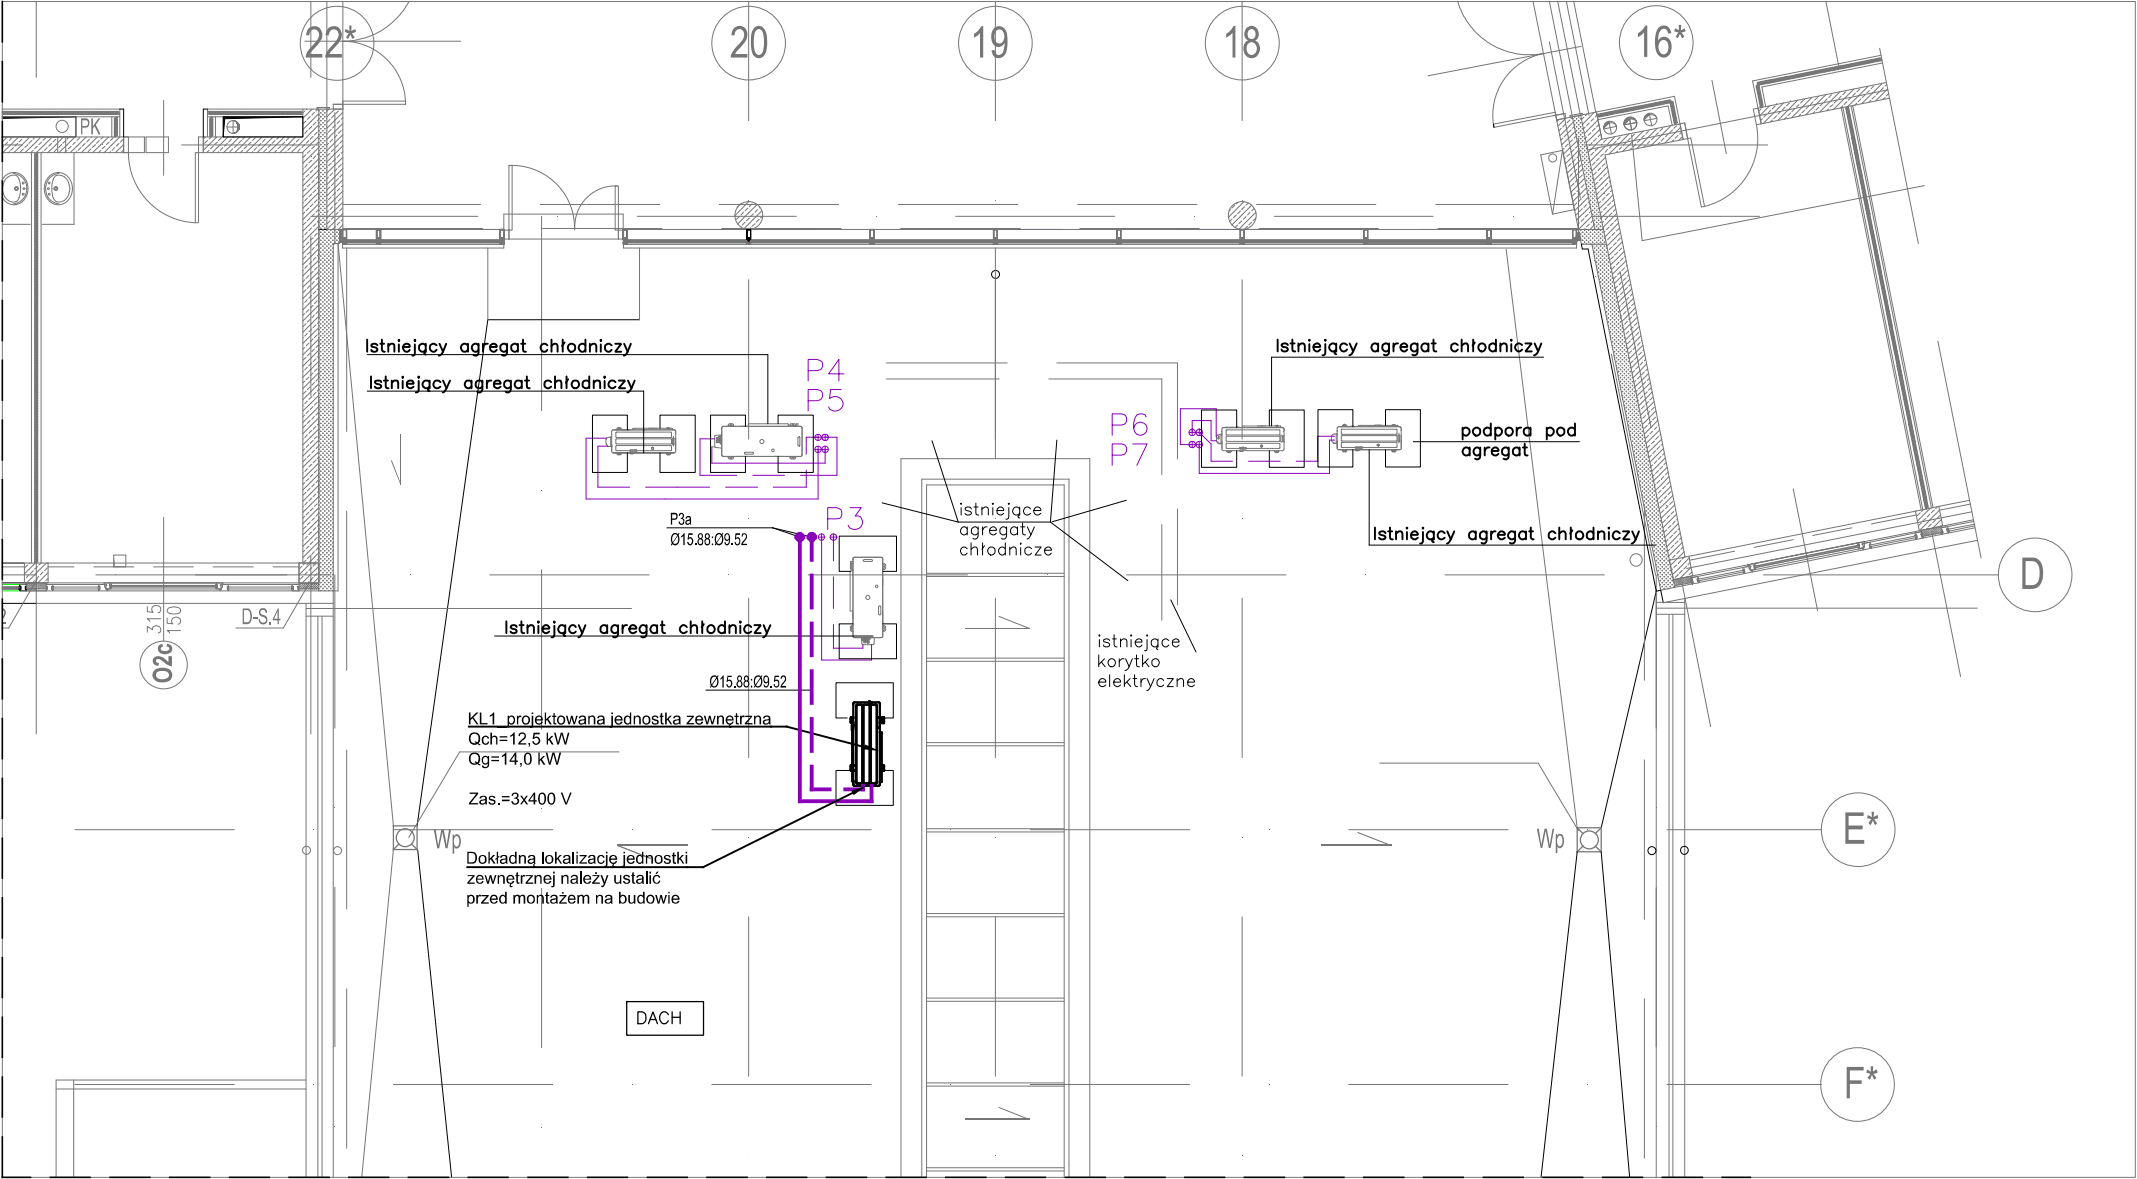 22*
20
19
18
16*
PK
Istniejący agregat chłodniczy
Istniejący agregat chłodniczy
P4
P5
Istniejący agregat chłodniczy
P6
P7
podpora pod
agregat
P3a
Ø15.88:Ø9.52
P3
istniejące
agregaty
chłodnicze
Istniejący agregat chłodniczy
D
315
150
O2c
D-S.4
Istniejący agregat chłodniczy
istniejące
korytko
elektryczne
Ø15.88:Ø9.52
KL1_projektowana jednostka zewnętrzna
Qch=12,5 kW
Qg=14,0 kW
Zas.=3x400 V
Wp
Wp
E*
Dokładną lokalizację jednostki
zewnętrznej należy ustalić
przed montażem na budowie
DACH
F*